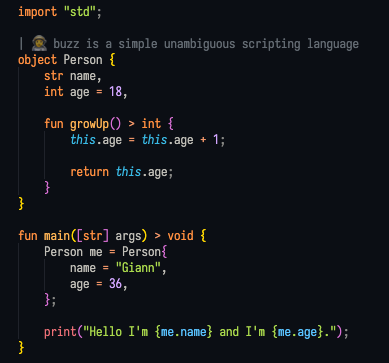 import "std";
| 👨🏽‍🚀 buzz is a simple unambiguous scripting language
object Person {
    str name,
    int age = 18,
    fun growUp() > int {
        this.age = this.age + 1;
        return this.age;
    }
}
fun main([str] args) > void {
    Person me = Person{
        name = "Giann",
        age = 36,
    };
    print("Hello I'm {me.name} and I'm {me.age}.");
}